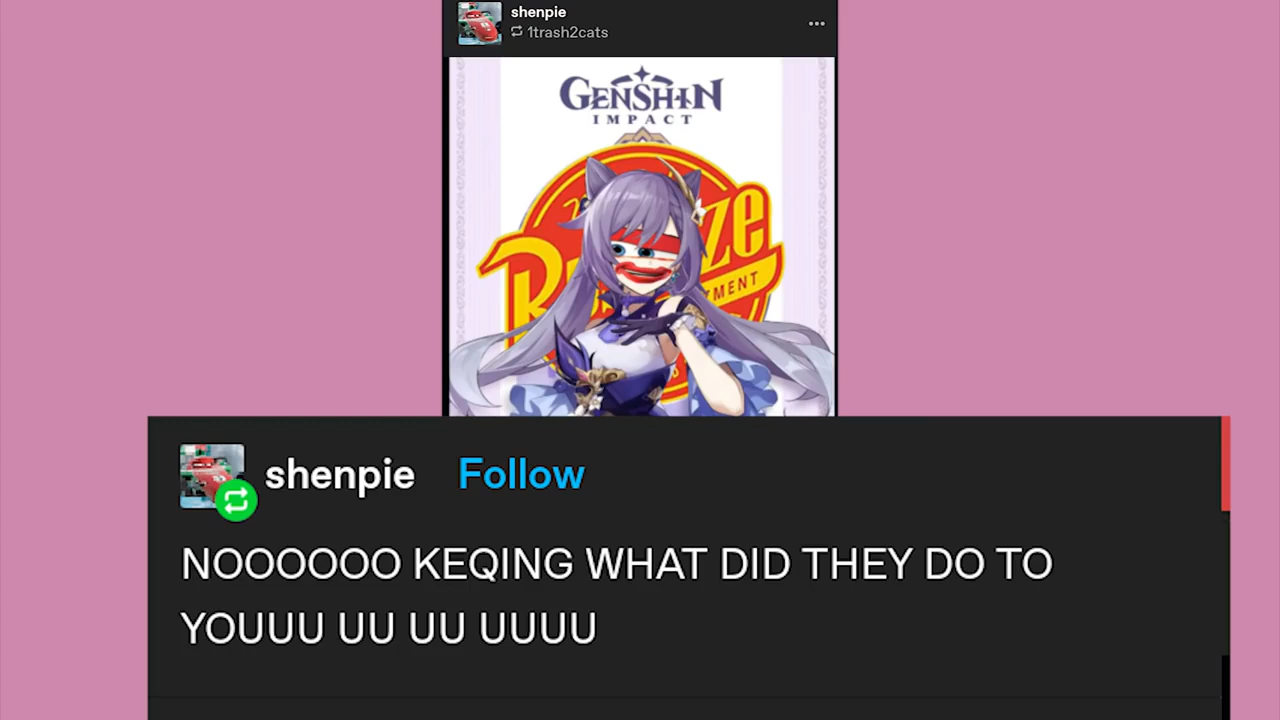 shenpie
1trash2cats
GENSHIN
IMPACT
shenpie Follow
NOOOOOO KEQING WHAT DID THEY DO TO
YOUUU UU UU UUUU